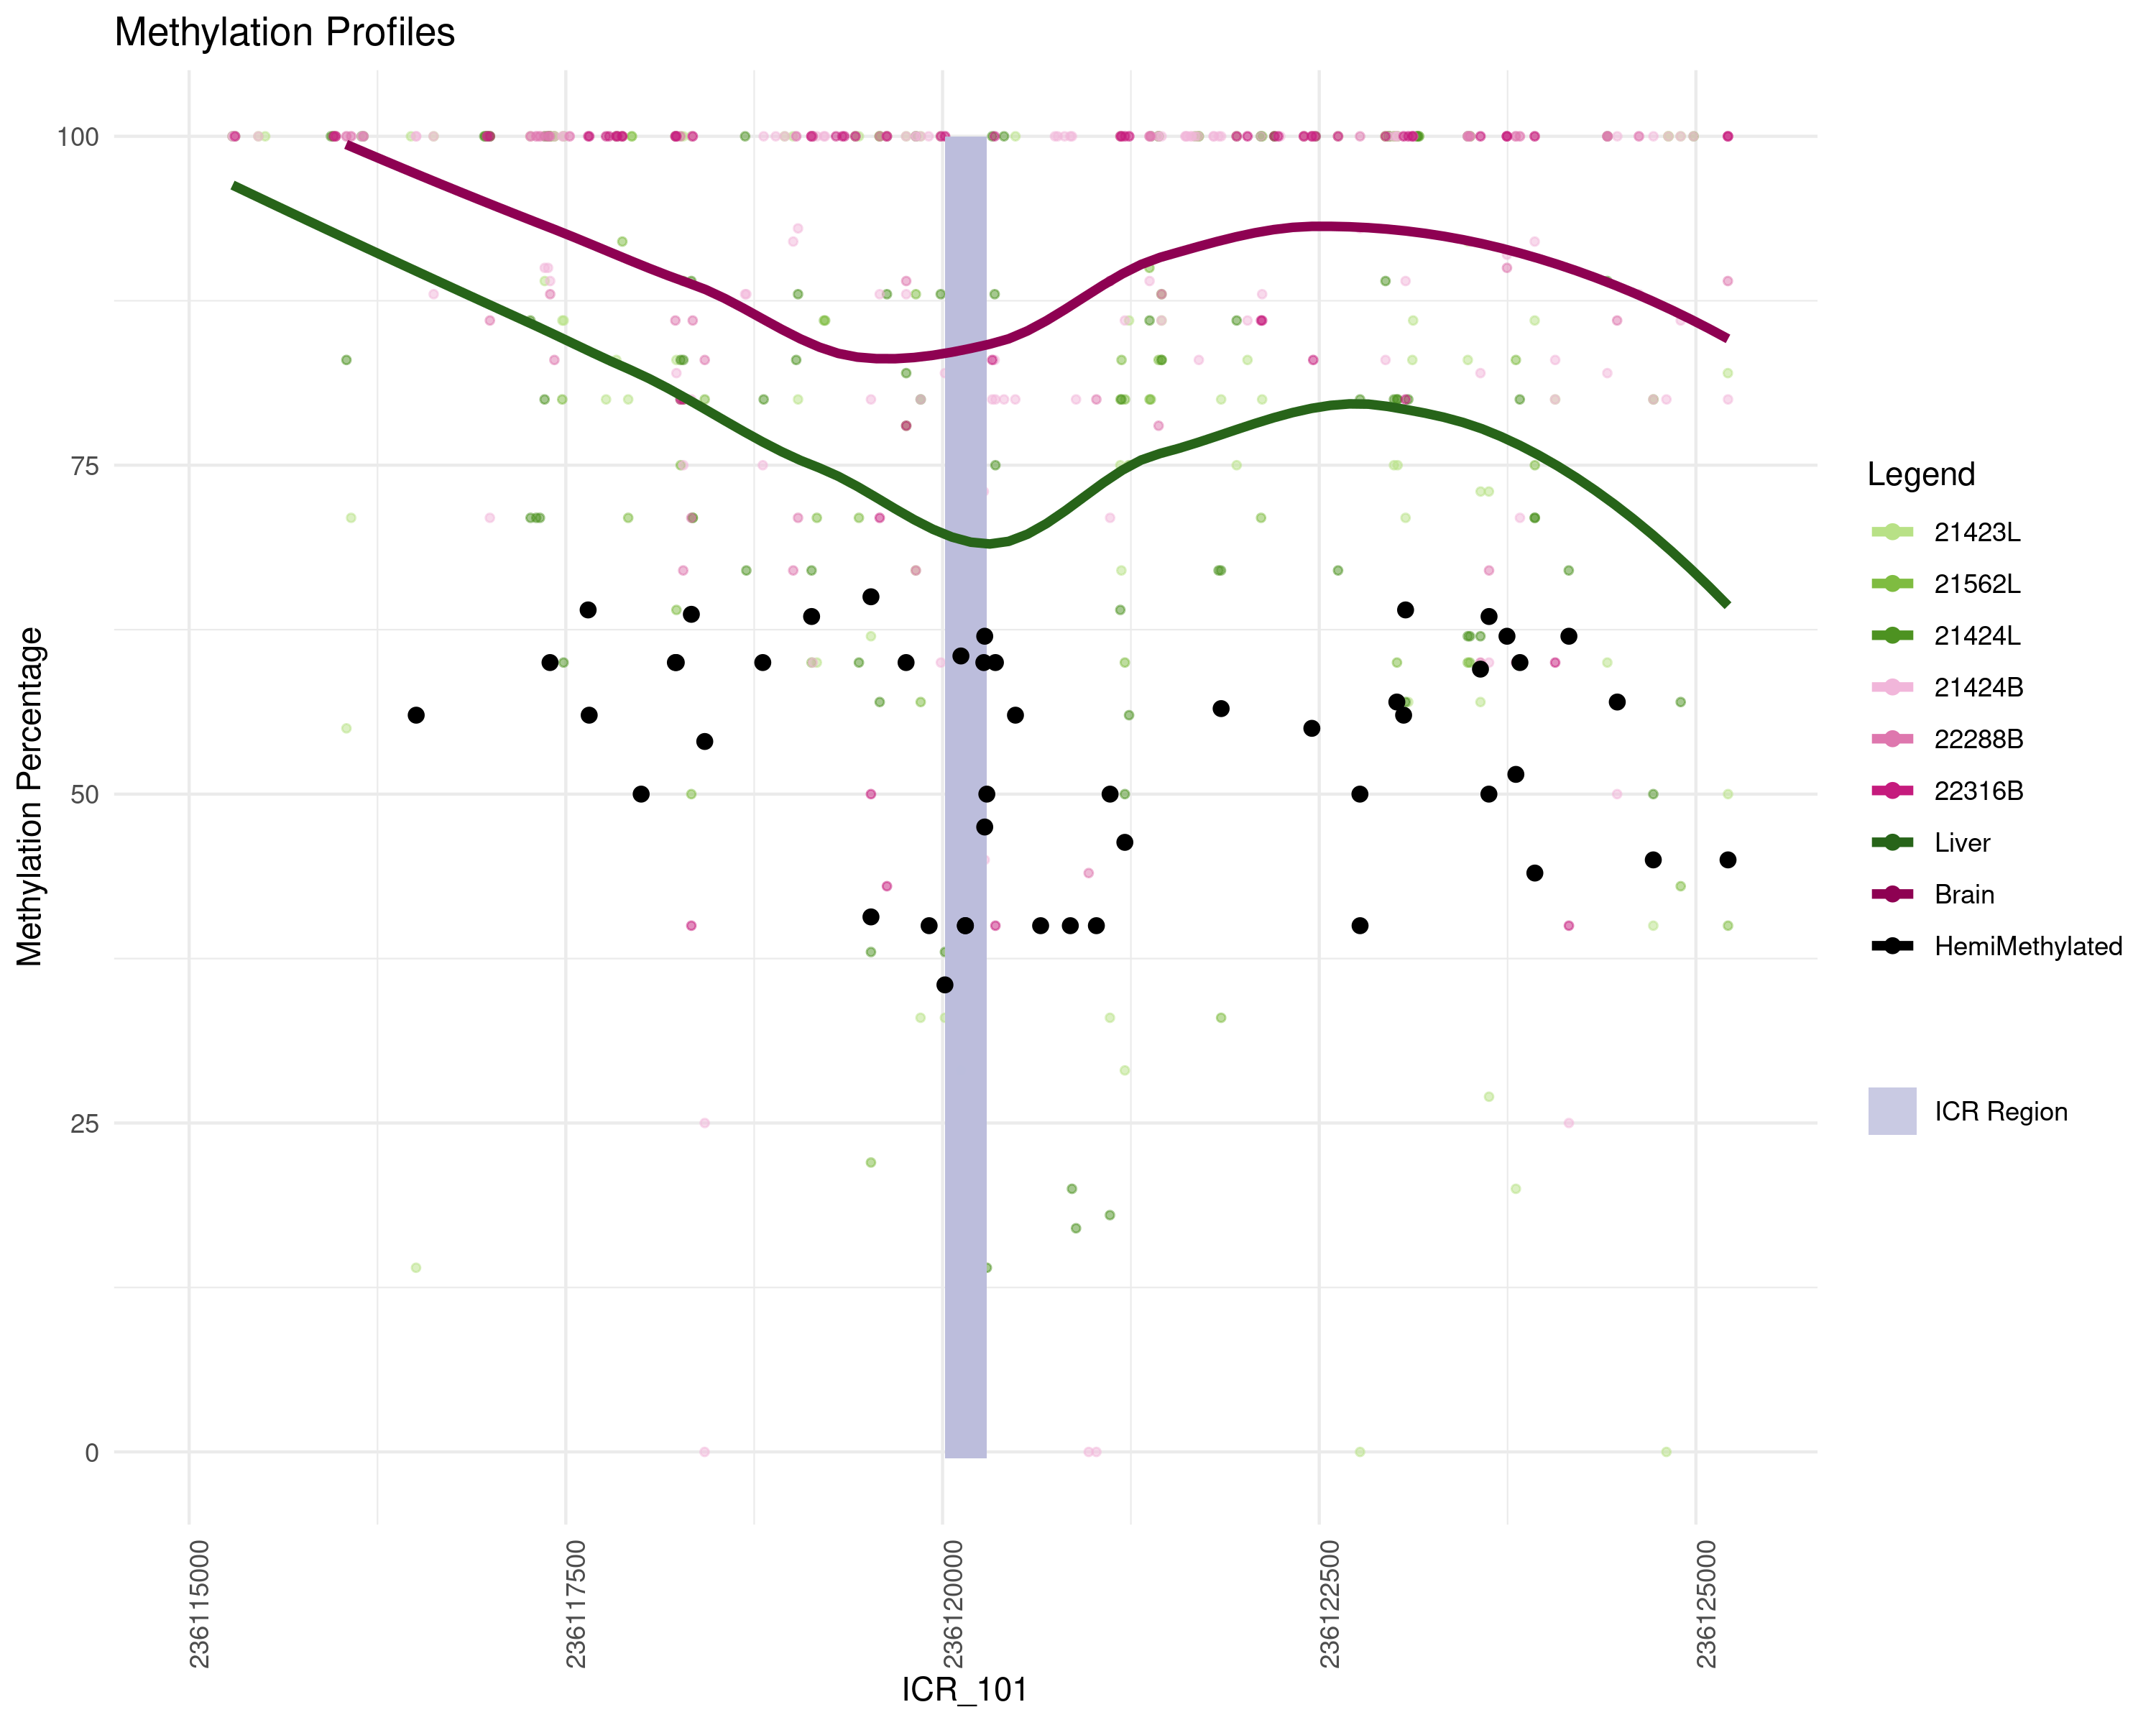 Methylation Profiles
Methylation Percentage
100
75
50
25
0
236115000
236117500
236120000
236122500
236125000
ICR_101
Legend
21423L
21562L
21424L
21424B
22288B
22316B
Liver
Brain
HemiMethylated
ICR Region